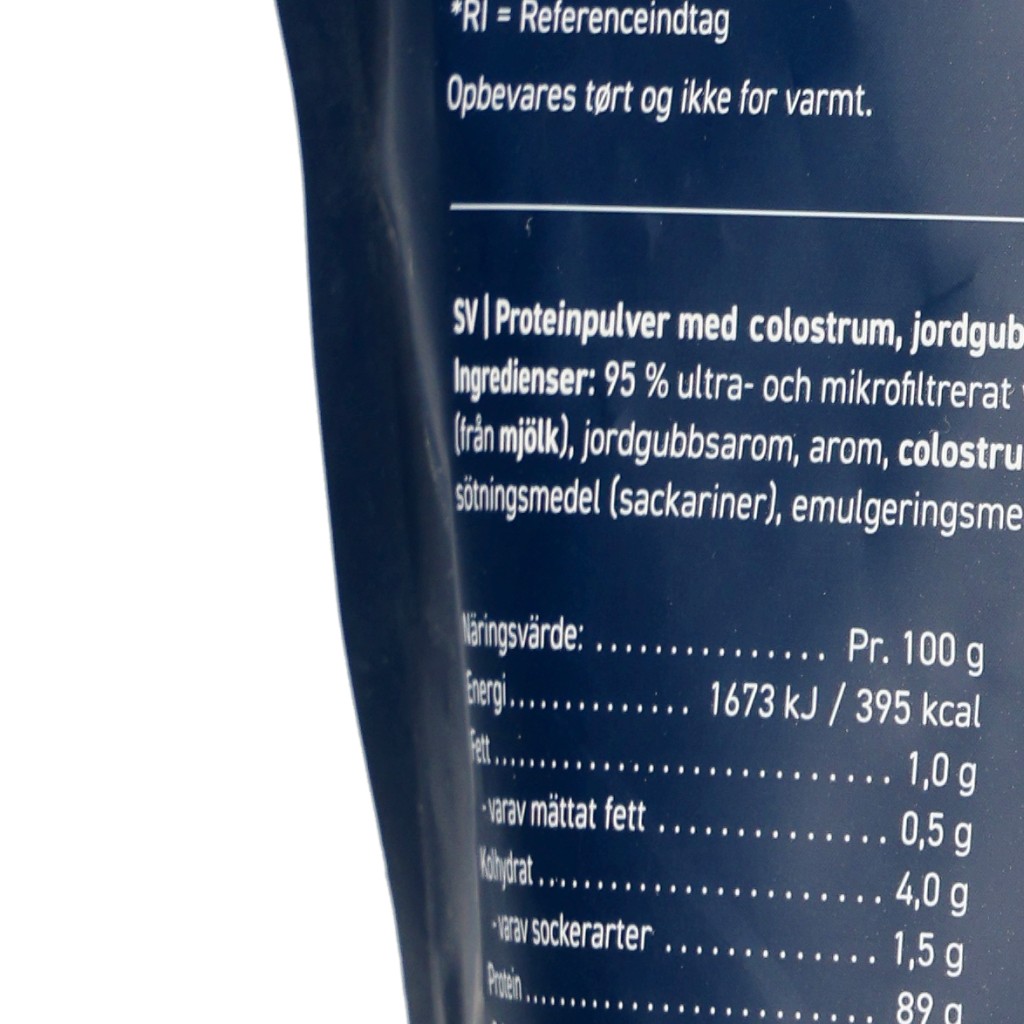 *RI = Referenceindtag
Opbevares tørt og ikke for varmt.
SV | Proteinpulver med colostrum, jordgub
Ingredienser: 95 % ultra- och mikrofiltrerat
(från mjölk), jordgubbsarom, arom, colostru
sötningsmedel (sackariner), emulgeringsme
Näringsvärde: ............... Pr. 100 g
Energi.............. 1673 kJ / 395 kcal
Fett............................ 1,0 g
-varav mättat fett .............. 0,5 g
Kolhydrat....................... 4,0 g
-varav sockerarter ............. 1,5 g
Protein.......................... 89 g